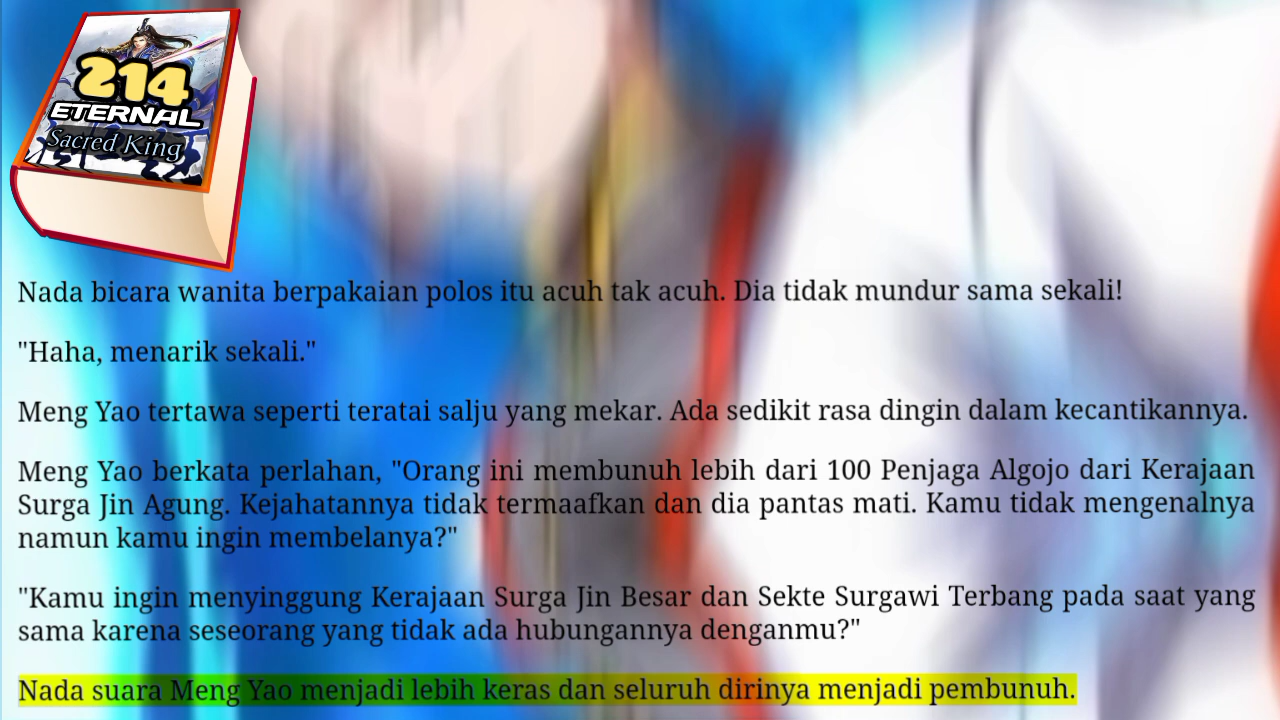 214
ETERNAL
Sacred King
Nada bicara wanita berpakaian polos itu acuh tak acuh. Dia tidak mundur sama sekali!
"Haha, menarik sekali."
Meng Yao tertawa seperti teratai salju yang mekar. Ada sedikit rasa dingin dalam kecantikannya.
Meng Yao berkata perlahan, "Orang ini membunuh lebih dari 100 Penjaga Algojo dari Kerajaan
Surga Jin Agung. Kejahatannya tidak termaafkan dan dia pantas mati. Kamu tidak mengenalnya
namun kamu ingin membelanya?"
"Kamu ingin menyinggung Kerajaan Surga Jin Besar dan Sekte Surgawi Terbang pada saat yang
sama karena seseorang yang tidak ada hubungannya denganmu?"
Nada suara Meng Yao menjadi lebih keras dan seluruh dirinya menjadi pembunuh.